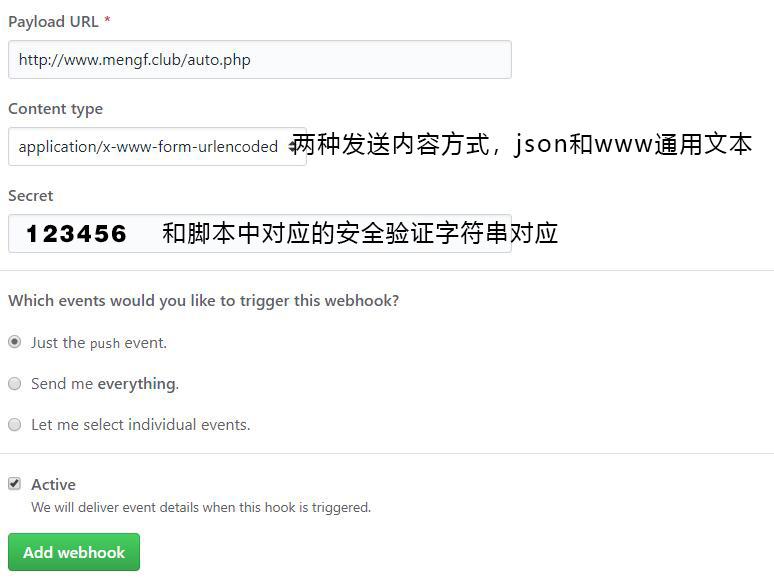 Payload URL *
http://www.mengf.club/auto.php
Content type
application/x-www-form-urlencoded 两种发送内容方式，json和www通用文本
Secret
123456 和脚本中对应的安全验证字符串对应
Which events would you like to trigger this webhook?
Just the push event.
Send me everything.
Let me select individual events.
Active
We will deliver event details when this hook is triggered.
Add webhook